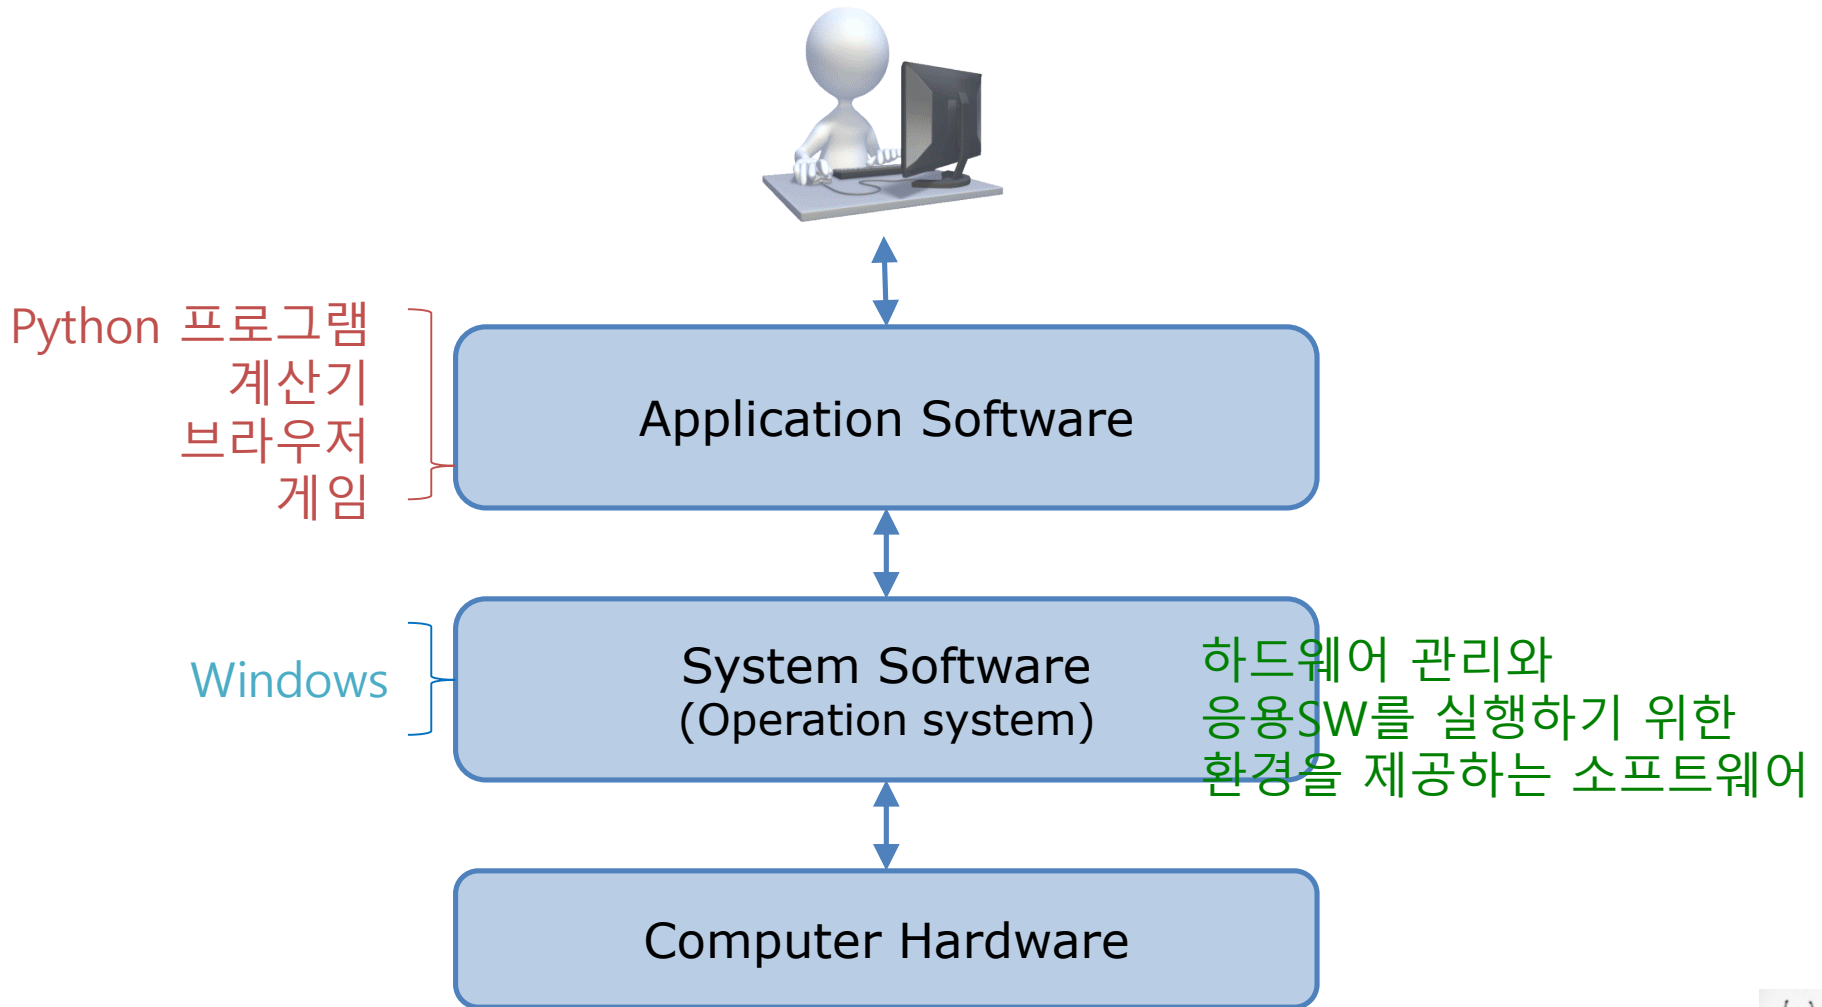 Python 프로그램
계산기
브라우저
게임
Application Software
Windows
System Software
(Operation system)
하드웨어 관리와
응용SW를 실행하기 위한
환경을 제공하는 소프트웨어
Computer Hardware